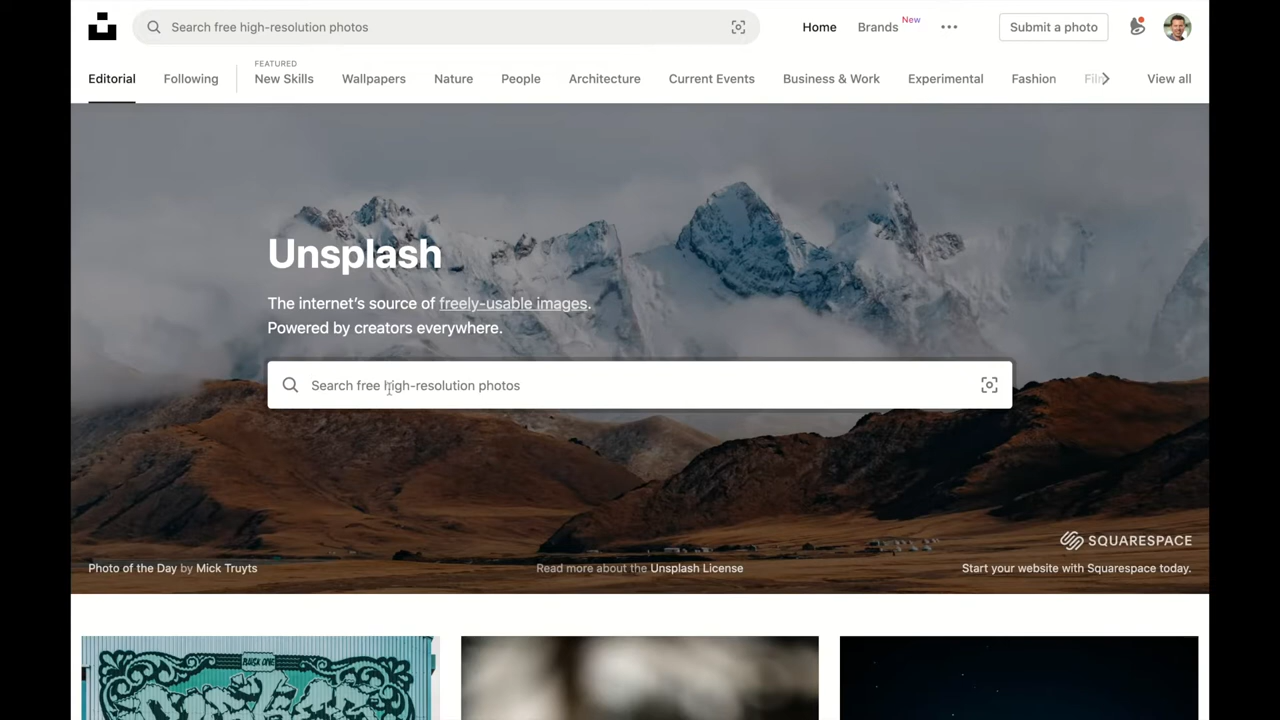 Search free high-resolution photos
Home
Brands
New
Submit a photo
Editorial
Following
FEATURED
New Skills
Wallpapers
Nature
People
Architecture
Current Events
Business & Work
Experimental
Fashion
View all
Unsplash
The internet's source of freely-usable images.
Powered by creators everywhere.
Search free high-resolution photos
SQUARESPACE
Photo of the Day by Mick Truyts
Read more about the Unsplash License
Start your website with Squarespace today.